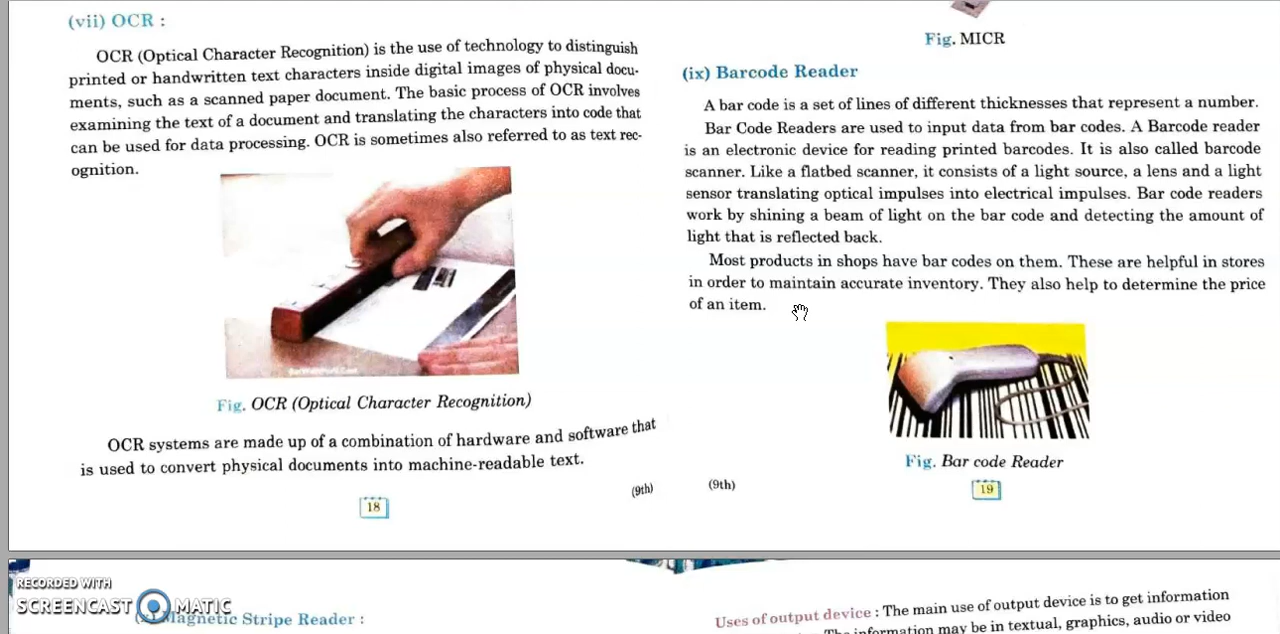 (vii) OCR :
OCR (Optical Character Recognition) is the use of technology to distinguish
printed or handwritten text characters inside digital images of physical docu-
ments, such as a scanned paper document. The basic process of OCR involves
examining the text of a document and translating the characters into code that
can be used for data processing. OCR is sometimes also referred to as text rec-
ognition.
Fig. OCR (Optical Character Recognition)
OCR systems are made up of a combination of hardware and software that
is used to convert physical documents into machine-readable text.
(9th)
18
Fig. MICR
(ix) Barcode Reader
A bar code is a set of lines of different thicknesses that represent a number.
Bar Code Readers are used to input data from bar codes. A Barcode reader
is an electronic device for reading printed barcodes. It is also called barcode
scanner. Like a flatbed scanner, it consists of a light source, a lens and a light
sensor translating optical impulses into electrical impulses. Bar code readers
work by shining a beam of light on the bar code and detecting the amount of
light that is reflected back.
Most products in shops have bar codes on them. These are helpful in stores
in order to maintain accurate inventory. They also help to determine the price
of an item.
Fig. Bar code Reader
(9th)
19
RECORDED WITH
SCREENCAST MATIC
Magnetic Stripe Reader :
Uses of output device : The main use of output device is to get information
information may be in textual, graphics, audio or video